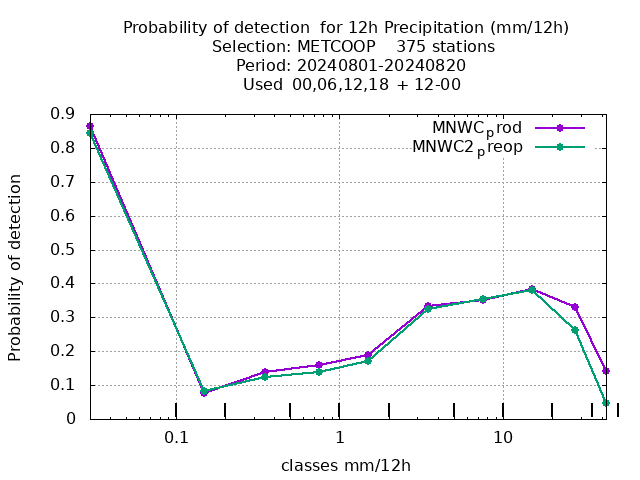 Probability of detection  for 12h Precipitation (mm/12h)
Selection: METCOOP    375 stations
Period: 20240801-20240820
Used  00,06,12,18  + 12-00
MNWCprod
MNWC2preop
0.9
0.8
0.7
0.6
0.5
0.4
0.3
0.2
0.1
0
Probability of detection
0.1
1
10
classes mm/12h